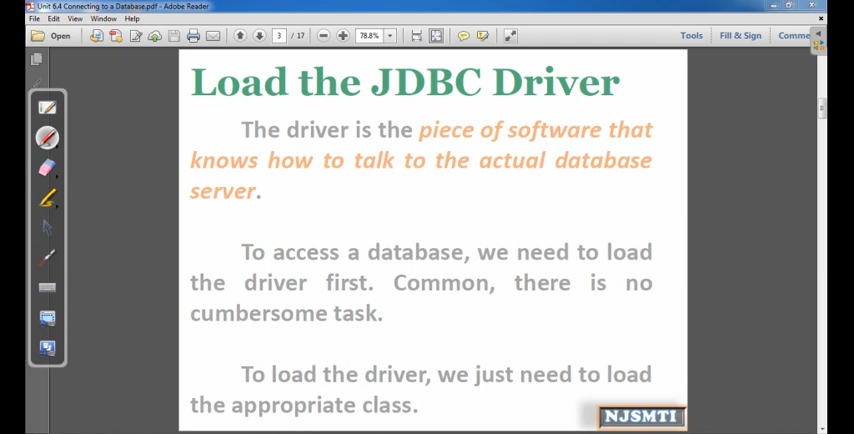 Unit 6.4 Connecting to a Database.pdf - Adobe Reader
File Edit View Window Help
Open 3 / 17 78.8% Tools Fill & Sign Comme
Load the JDBC Driver
The driver is the piece of software that
knows how to talk to the actual database
server.
To access a database, we need to load
the driver first. Common, there is no
cumbersome task.
To load the driver, we just need to load
the appropriate class.
NJSMTI